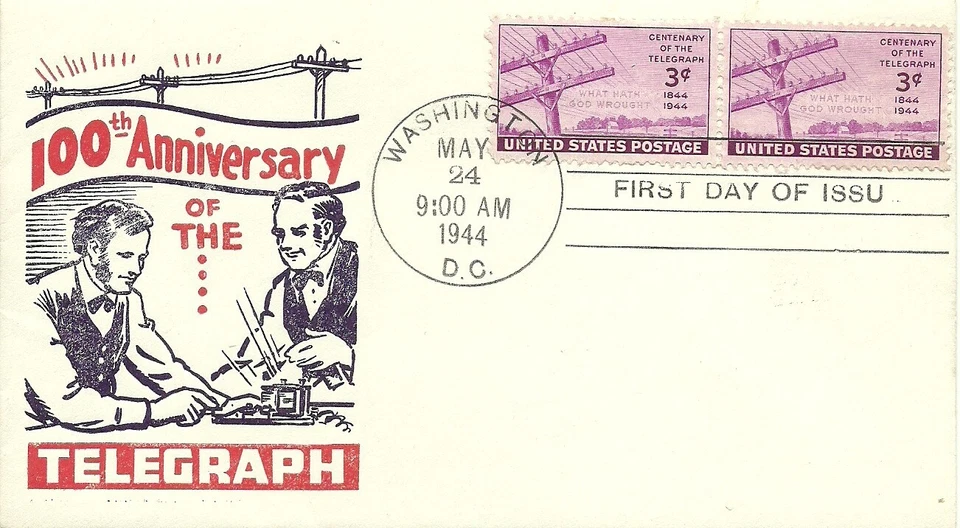 100th Anniversary
OF
THE
TELEGRAPH
WASHINGTON
MAY
24
9:00 AM
1944
D.C.
CENTENARY
OF THE
TELEGRAPH
3¢
1844
1944
WHAT HATH
GOD WROUGHT
UNITED STATES POSTAGE
CENTENARY
OF THE
TELEGRAPH
3¢
1844
1944
WHAT HATH
GOD WROUGHT
UNITED STATES POSTAGE
FIRST DAY OF ISSU